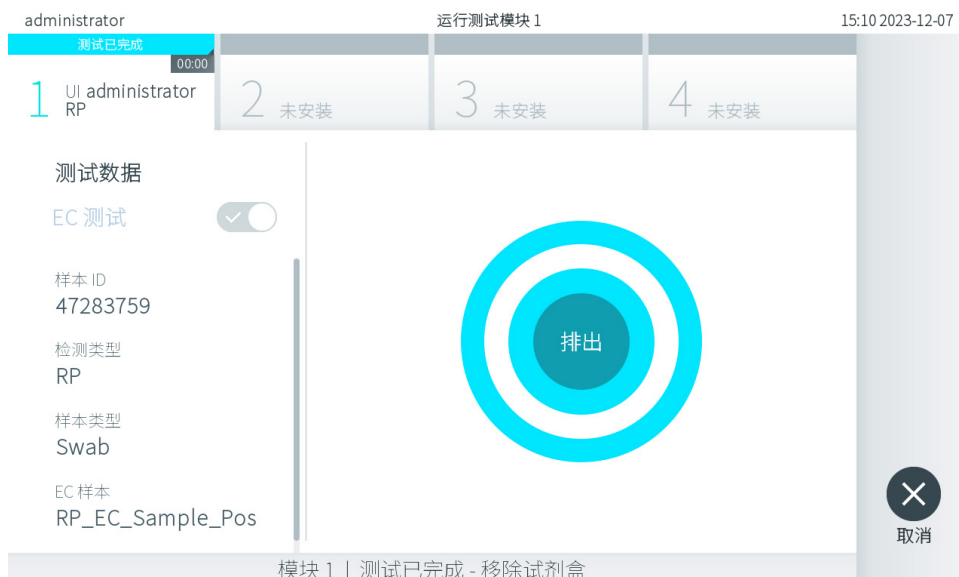 administrator
运行测试模块 1
15:10 2023-12-07
测试已完成
00:00
1 UI administrator
RP
2 未安装
3 未安装
4 未安装
测试数据
EC 测试
样本 ID
47283759
检测类型
RP
样本类型
Swab
EC 样本
RP_EC_Sample_Pos
排出
取消
模块 1 | 测试已完成 - 移除试剂盒